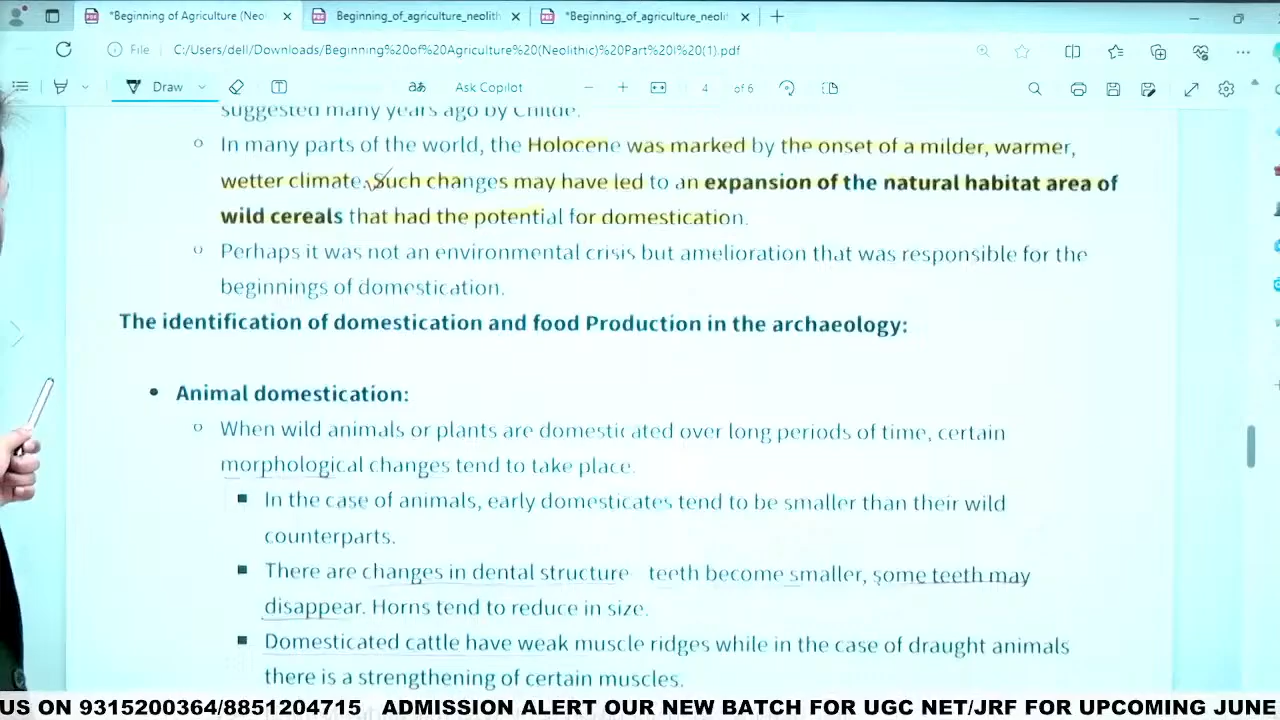 *Beginning of Agriculture (Neol
Beginning_of_agriculture_neolith
*Beginning_of_agriculture_neolit
File
C:/Users/dell/Downloads/Beginning%20of%20Agriculture%20(Neolithic)%20Part%20I%20(1).pdf
Draw
Ask Copilot
4 of 6
suggested many years ago by Childe.
In many parts of the world, the Holocene was marked by the onset of a milder, warmer,
wetter climate. Such changes may have led to an expansion of the natural habitat area of
wild cereals that had the potential for domestication.
Perhaps it was not an environmental crisis but amelioration that was responsible for the
beginnings of domestication.
The identification of domestication and food Production in the archaeology:
Animal domestication:
When wild animals or plants are domesticated over long periods of time, certain
morphological changes tend to take place.
In the case of animals, early domesticates tend to be smaller than their wild
counterparts.
There are changes in dental structure teeth become smaller, some teeth may
disappear. Horns tend to reduce in size.
Domesticated cattle have weak muscle ridges while in the case of draught animals
there is a strengthening of certain muscles.
US ON 9315200364/8851204715 ADMISSION ALERT OUR NEW BATCH FOR UGC NET/JRF FOR UPCOMING JUNE